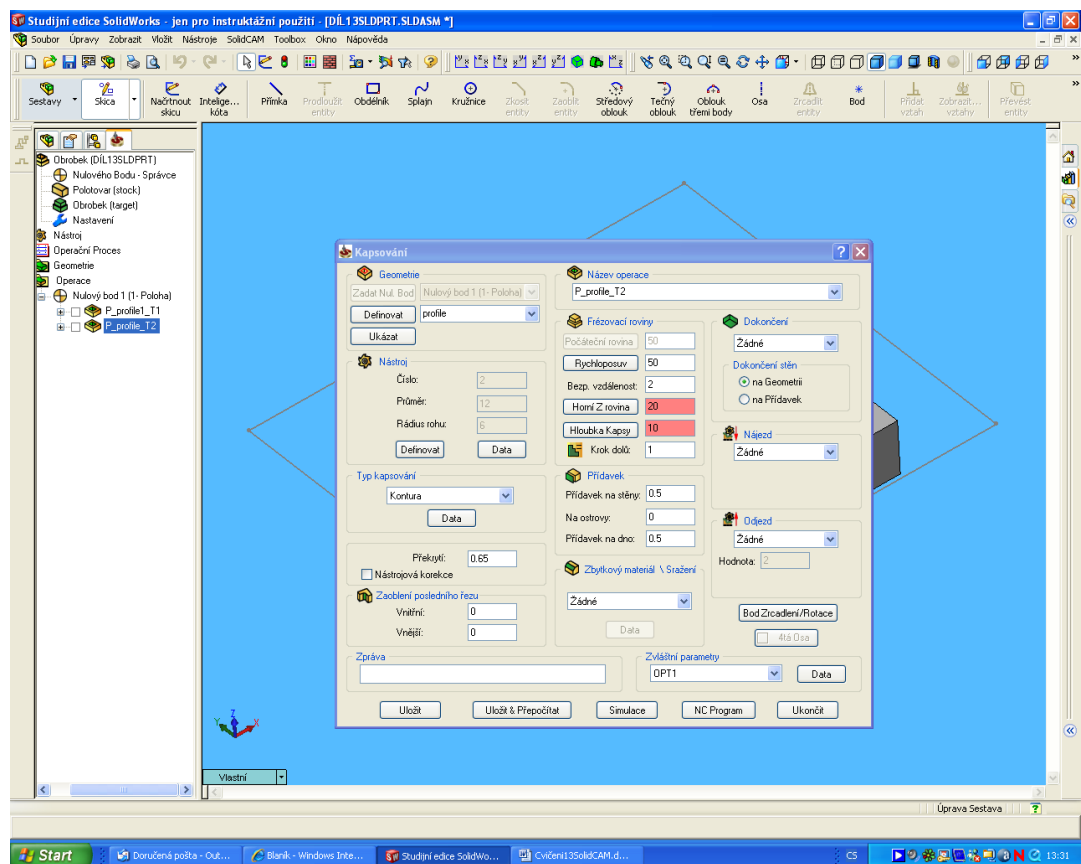 Studijní edice SolidWorks - jen pro instruktážní použití - [DÍL13SLDPRT.SLDASM *]
Soubor Úpravy Zobrazit Vložit Nástroje SolidCAM Toolbox Okno Nápověda
Sestavy Skica Načrtnout skicu Intelige... kóta Přímka Prodloužit entity Obdélník Splajn Kružnice Zkosit entity Zaoblit entity Středový oblouk Tečný oblouk Oblouk třemi body Osa Zrcadlit entity Bod Přidat vztah Zobrazit... vztahy Převést entity
Obrobek (DÍL13SLDPRT)
Nulového Bodu - Správce
Polotovar (stock)
Obrobek (target)
Nastavení
Nástroj
Operační Proces
Geometrie
Operace
Nulový bod 1 (1- Poloha)
P_profile1_T1
P_profile_T2
Kapsování
Geometrie
Zadat Nul. Bod Nulový bod 1 (1- Poloha)
Definovat profile
Ukázat
Nástroj
Číslo: 2
Průměr: 12
Rádius rohu: 6
Definovat Data
Typ kapsování
Kontura
Data
Překrytí: 0.65
Nástrojová korekce
Zaoblení posledního řezu
Vnitřní: 0
Vnější: 0
Název operace
P_profile_T2
Frézovací roviny
Počáteční rovina 50
Rychloposuv 50
Bezp. vzdálenost: 2
Horní Z rovina 20
Hloubka Kapsy 10
Krok dolů: 1
Přídavek
Přídavek na stěny: 0.5
Na ostrovy: 0
Přídavek na dno: 0.5
Zbytkový materiál \ Sražení
Žádné
Data
Dokončení
Žádné
Dokončení stěn
na Geometrii
na Přídavek
Nájezd
Žádné
Odjezd
Žádné
Hodnota: 2
Bod Zrcadlení/Rotace
4tá Osa
Zpráva
Zvláštní parametry
OPT1 Data
Uložit Uložit & Přepočítat Simulace NC Program Ukončit
Z
Y
X
Vlastní
Úprava Sestava
Start Doručená pošta - Out... Blaník - Windows Inte... Studijní edice SolidWo... Cvičení13SolidCAM.d... CS 13:31